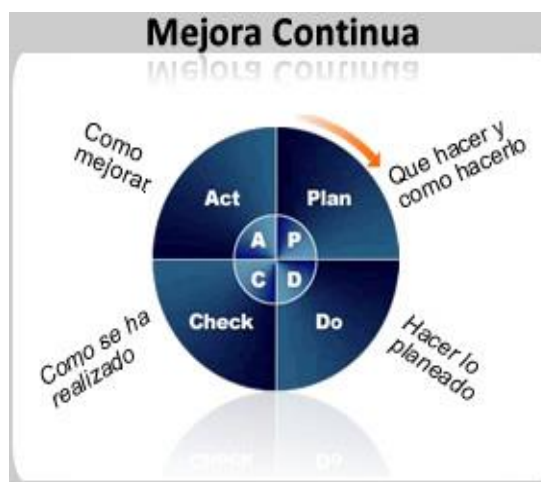 Mejora Continua
Como
mejorar
Que hacer y
como hacerlo
Act
Plan
A
P
C
D
Check
Do
Como se ha
realizado
Hacer lo
planeado